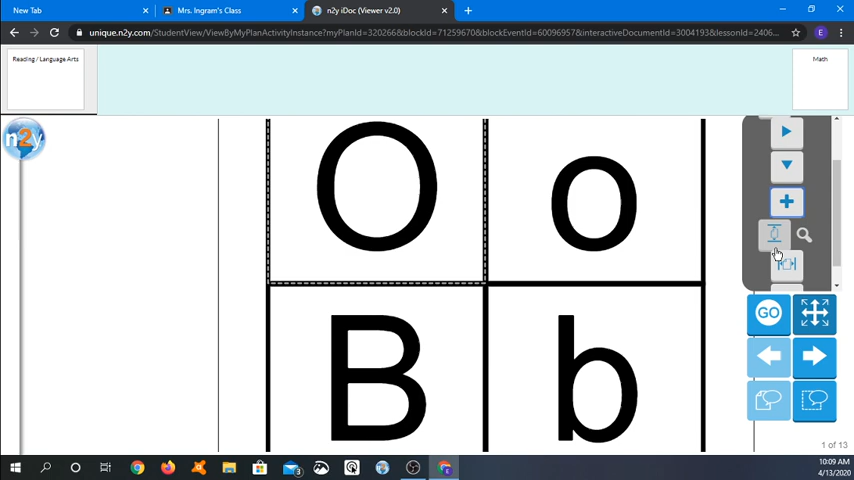 New Tab
Mrs. Ingram's Class
n2y iDoc (Viewer v2.0)
unique.n2y.com/StudentView/ViewByMyPlanActivityInstance?myPlanId=320266&blockId=71259670&blockEventId=60096957&interactiveDocumentId=3004193&lessonId=2406...
E
Reading / Language Arts
Math
n2y
O o
B b
GO
1 of 13
3
10:09 AM
4/13/2020